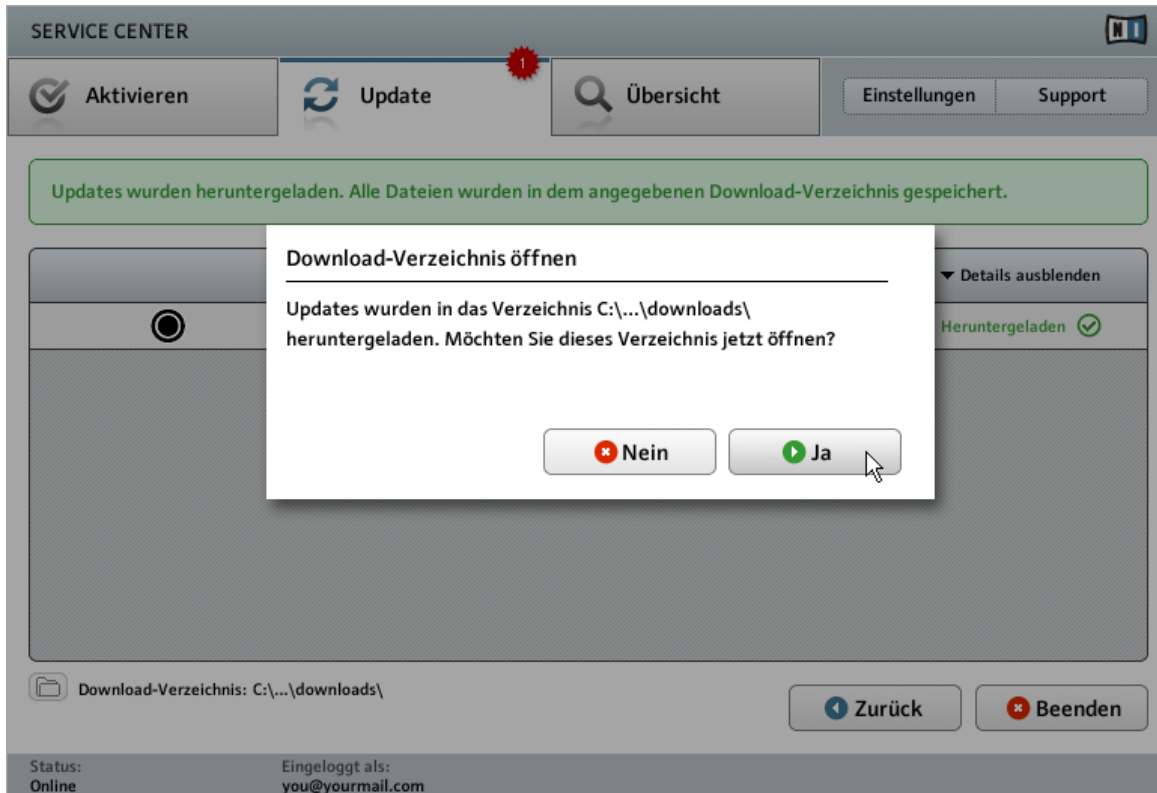 SERVICE CENTER
NI
Aktivieren
Update
1
Übersicht
Einstellungen
Support
Updates wurden heruntergeladen. Alle Dateien wurden in dem angegebenen Download-Verzeichnis gespeichert.
Details ausblenden
Heruntergeladen
Download-Verzeichnis öffnen
Updates wurden in das Verzeichnis C:\...\downloads\
heruntergeladen. Möchten Sie dieses Verzeichnis jetzt öffnen?
Nein
Ja
Download-Verzeichnis: C:\...\downloads\
Zurück
Beenden
Status:
Online
Eingeloggt als:
you@yourmail.com